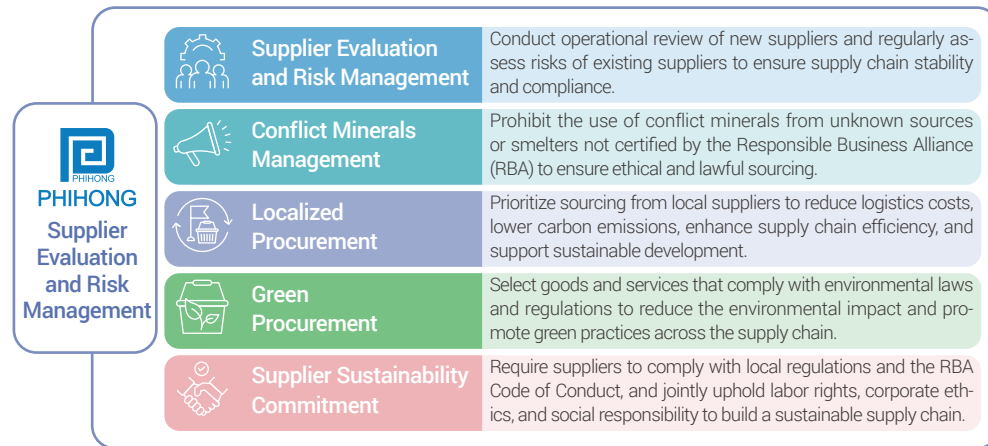 PHIHONG
PHIHONG
Supplier
Evaluation
and Risk
Management
Supplier Evaluation
and Risk Management
Conduct operational review of new suppliers and regularly as-
sess risks of existing suppliers to ensure supply chain stability
and compliance.
Conflict Minerals
Management
Prohibit the use of conflict minerals from unknown sources
or smelters not certified by the Responsible Business Alliance
(RBA) to ensure ethical and lawful sourcing.
Localized
Procurement
Prioritize sourcing from local suppliers to reduce logistics costs,
lower carbon emissions, enhance supply chain efficiency, and
support sustainable development.
Green
Procurement
Select goods and services that comply with environmental laws
and regulations to reduce the environmental impact and pro-
mote green practices across the supply chain.
Supplier Sustainability
Commitment
Require suppliers to comply with local regulations and the RBA
Code of Conduct, and jointly uphold labor rights, corporate eth-
ics, and social responsibility to build a sustainable supply chain.